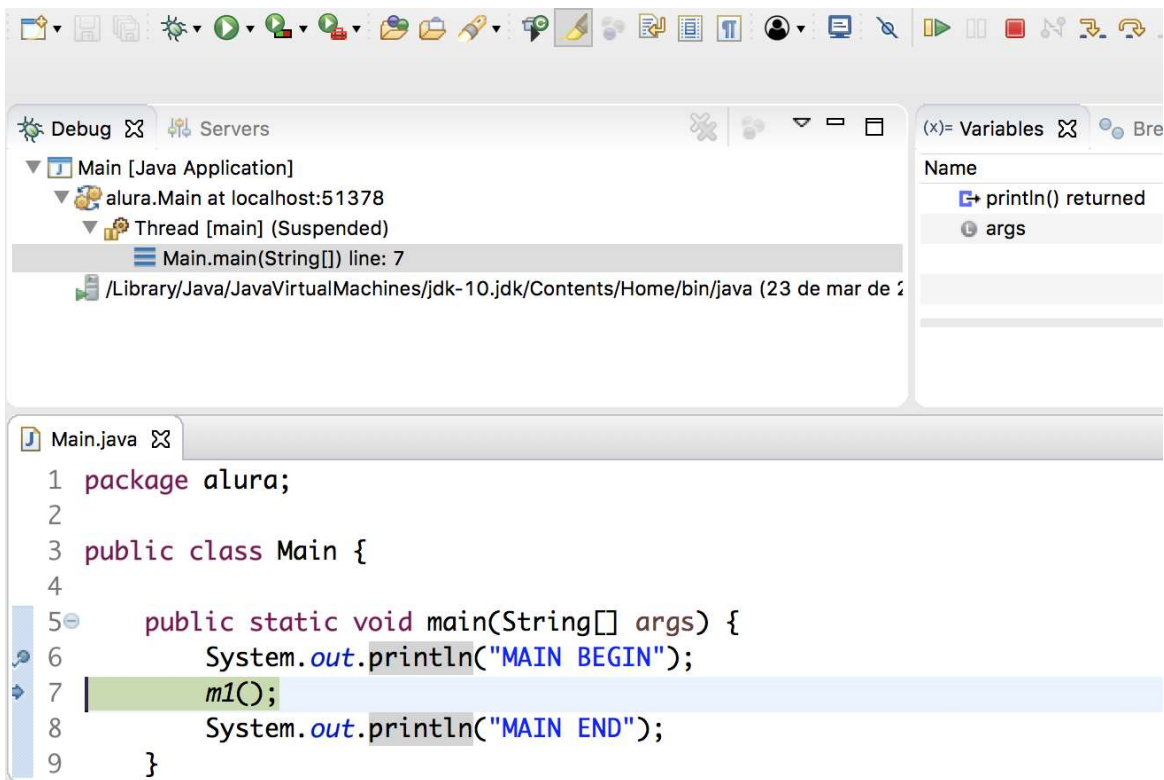 Debug Servers
(x)= Variables Bre
Main [Java Application]
alura.Main at localhost:51378
Thread [main] (Suspended)
Main.main(String[]) line: 7
/Library/Java/JavaVirtualMachines/jdk-10.jdk/Contents/Home/bin/java (23 de mar de 2
Name
println() returned
args
Main.java
1 package alura;
2
3 public class Main {
4
5 public static void main(String[] args) {
6 System.out.println("MAIN BEGIN");
7 m1();
8 System.out.println("MAIN END");
9 }